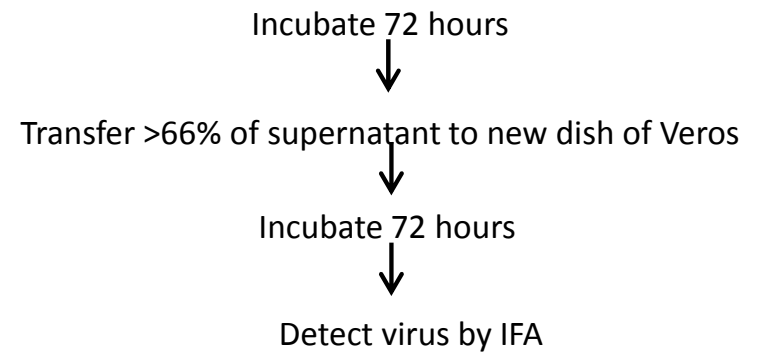 Incubate 72 hours
Transfer >66% of supernatant to new dish of Veros
Incubate 72 hours
Detect virus by IFA